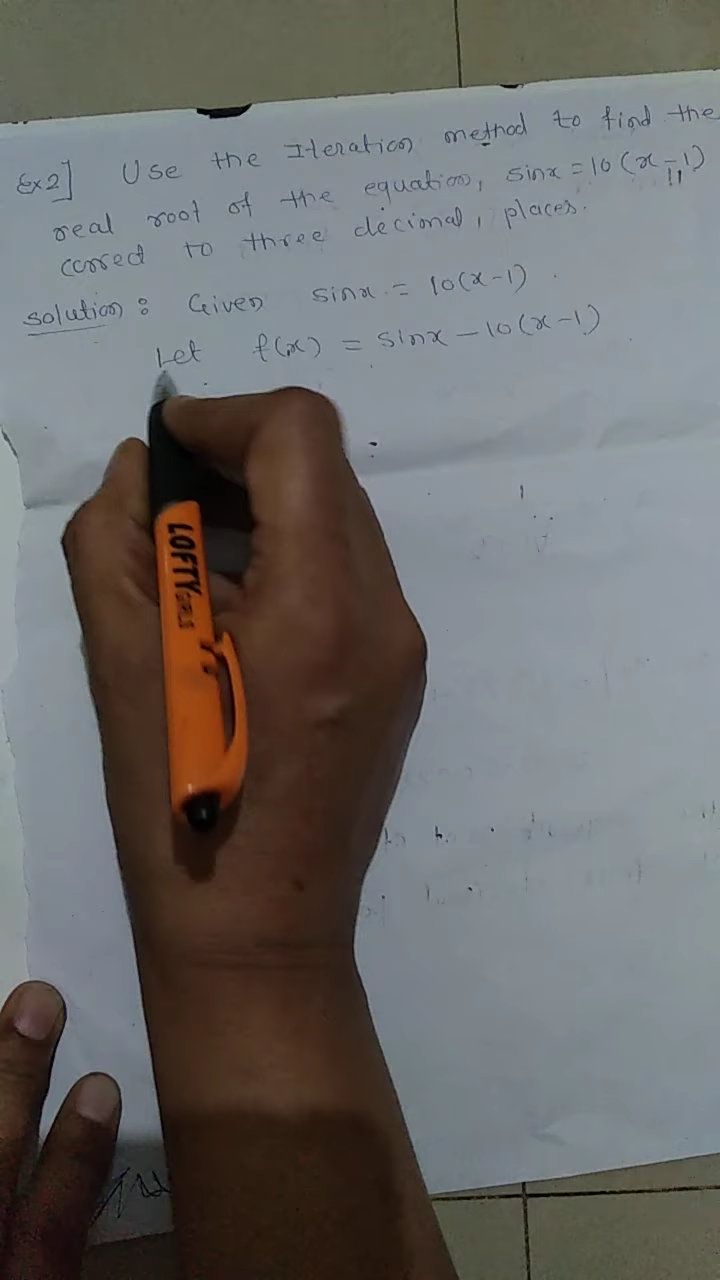 Ex2] Use the Iteration method to find the
real root of the equation, sinx = 10(x-1)
correct to three decimal, places.
solution : Given sinx = 10(x-1).
Let f(x) = sinx - 10(x-1)
LOFTY GIRLS